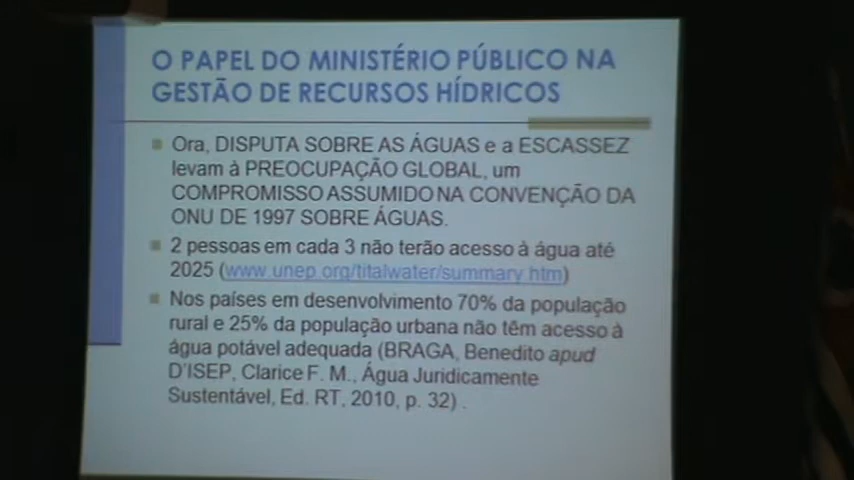 O PAPEL DO MINISTÉRIO PÚBLICO NA
GESTÃO DE RECURSOS HÍDRICOS
Ora, DISPUTA SOBRE AS ÁGUAS e a ESCASSEZ
levam à PREOCUPAÇÃO GLOBAL, um
COMPROMISSO ASSUMIDO NA CONVENÇÃO DA
ONU DE 1997 SOBRE ÁGUAS.
2 pessoas em cada 3 não terão acesso à água até
2025 (www.unep.org/titalwater/summary.htm)
Nos países em desenvolvimento 70% da população
rural e 25% da população urbana não têm acesso à
água potável adequada (BRAGA, Benedito apud
D'ISEP, Clarice F. M., Água Juridicamente
Sustentável, Ed. RT, 2010, p. 32) .